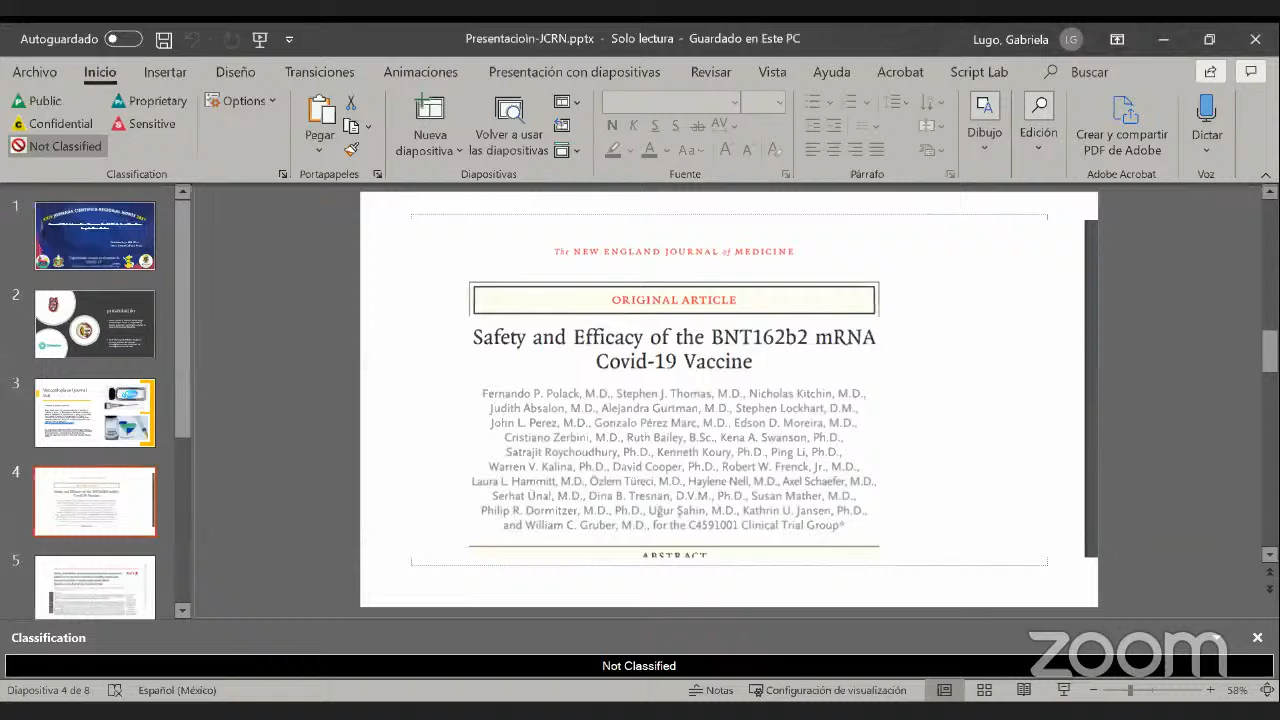 Autoguardado
Presentacioìn-JCRN.pptx - Solo lectura - Guardado en Este PC
Lugo, Gabriela
LG
Archivo Inicio Insertar Diseño Transiciones Animaciones Presentación con diapositivas Revisar Vista Ayuda Acrobat Script Lab Buscar
Public Proprietary Options
Confidential Sensitive
Not Classified
Classification
Pegar
Portapapeles
Nueva diapositiva
Volver a usar las diapositivas
Diapositivas
N K S S ab AV
A Aa A A A
Fuente
Párrafo
Dibujo
Edición
Crear y compartir PDF de Adobe
Adobe Acrobat
Dictar
Voz
1
2
presentación
3
4
5
The NEW ENGLAND JOURNAL of MEDICINE
ORIGINAL ARTICLE
Safety and Efficacy of the BNT162b2 mRNA
Covid-19 Vaccine
Fernando P. Polack, M.D., Stephen J. Thomas, M.D., Nicholas Kitchin, M.D.,
Judith Absalon, M.D., Alejandra Gurtman, M.D., Stephen Lockhart, D.M.,
John L. Perez, M.D., Gonzalo Pérez Marc, M.D., Edson D. Moreira, M.D.,
Cristiano Zerbini, M.D., Ruth Bailey, B.Sc., Kena A. Swanson, Ph.D.,
Satrajit Roychoudhury, Ph.D., Kenneth Koury, Ph.D., Ping Li, Ph.D.,
Warren V. Kalina, Ph.D., David Cooper, Ph.D., Robert W. Frenck, Jr., M.D.,
Laura L. Hammitt, M.D., Özlem Türeci, M.D., Haylene Nell, M.D., Axel Schaefer, M.D.,
Serhat Ünal, M.D., Dina B. Tresnan, D.V.M., Ph.D., Susan Mather, M.D.,
Philip R. Dormitzer, M.D., Ph.D., Uğur Şahin, M.D., Kathrin U. Jansen, Ph.D.,
and William C. Gruber, M.D., for the C4591001 Clinical Trial Group*
ABSTRACT
Classification
Not Classified
zoom
Diapositiva 4 de 8
Español (México)
Notas
Configuración de visualización
58%